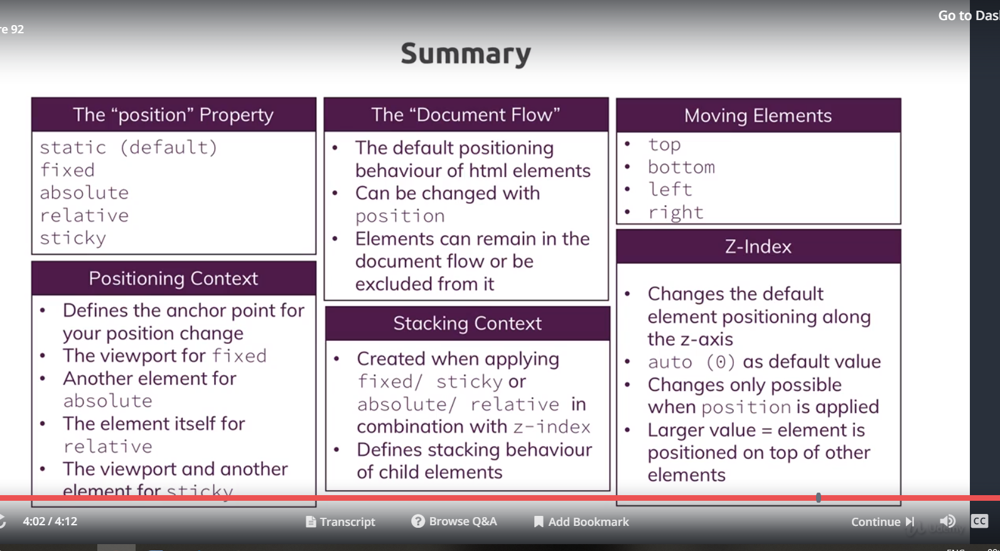 re 92
Go to Dasl
Summary
The “position” Property
static (default)
fixed
absolute
relative
sticky
Positioning Context
• Defines the anchor point for
your position change
• The viewport for fixed
• Another element for
absolute
• The element itself for
relative
• The viewport and another
element for sticky
The “Document Flow”
• The default positioning
behaviour of html elements
• Can be changed with
position
• Elements can remain in the
document flow or be
excluded from it
Stacking Context
• Created when applying
fixed/ sticky or
absolute/ relative in
combination with z-index
• Defines stacking behaviour
of child elements
Moving Elements
• top
• bottom
• left
• right
Z-Index
• Changes the default
element positioning along
the z-axis
• auto (0) as default value
• Changes only possible
when position is applied
• Larger value = element is
positioned on top of other
elements
4:02 / 4:12
Transcript
Browse Q&A
Add Bookmark
Continue
CC
Udemy